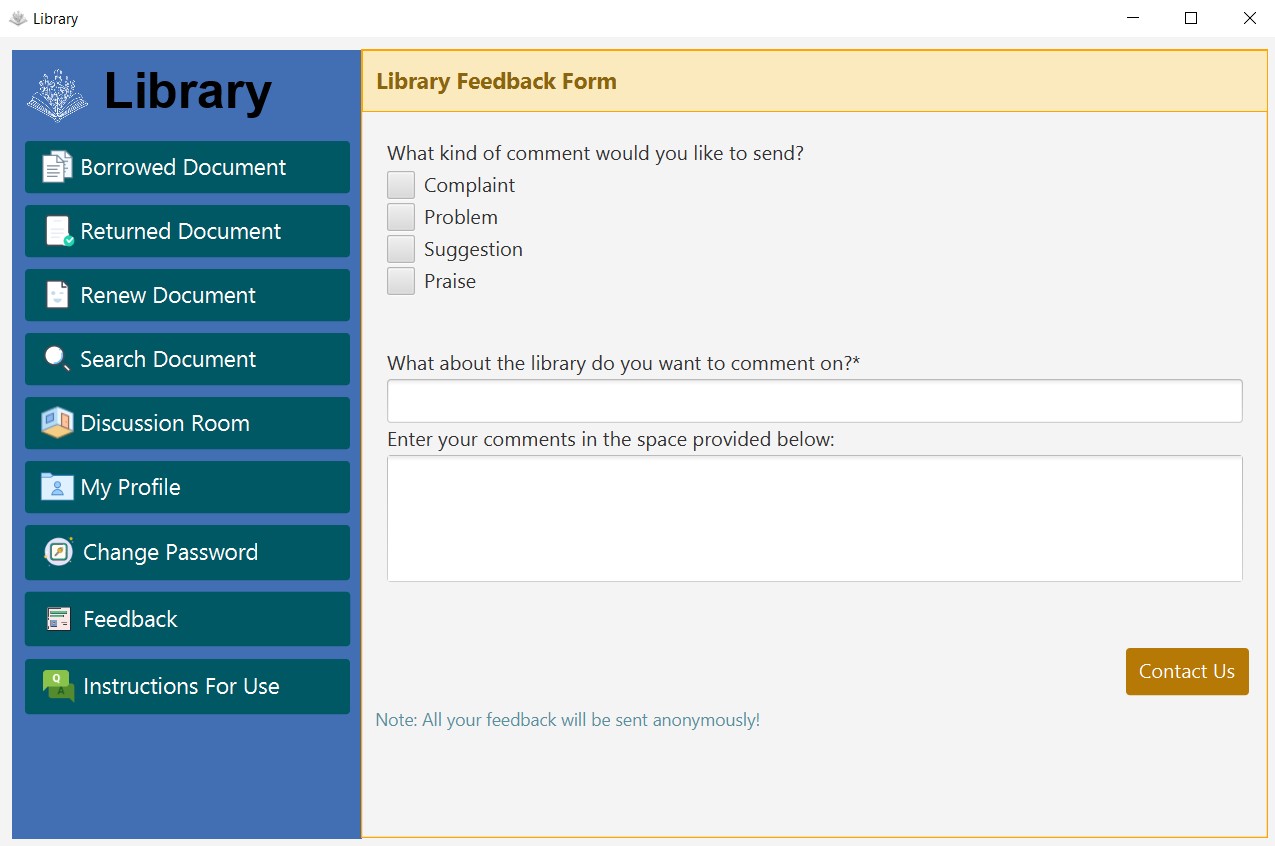 Library
Library
Borrowed Document
Returned Document
Renew Document
Search Document
Discussion Room
My Profile
Change Password
Feedback
Q
A
Instructions For Use
Library Feedback Form
What kind of comment would you like to send?
Complaint
Problem
Suggestion
Praise
What about the library do you want to comment on?*
Enter your comments in the space provided below:
Contact Us
Note: All your feedback will be sent anonymously!